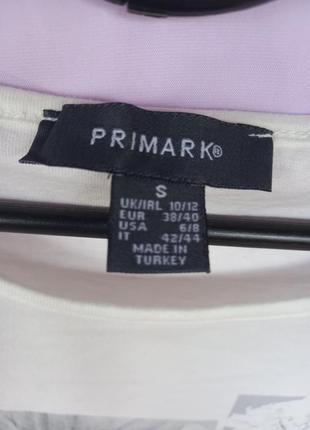 PRIMARK®
S
UK/IRL 10/12
EUR 38/40
USA 6/8
IT 42/44
MADE IN
TURKEY